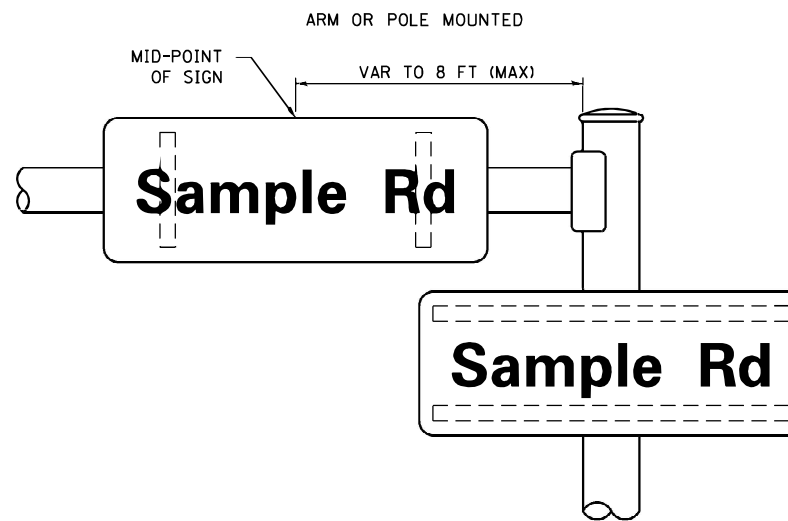 ARM OR POLE MOUNTED
MID-POINT
OF SIGN
VAR TO 8 FT (MAX)
Sample Rd
Sample Rd